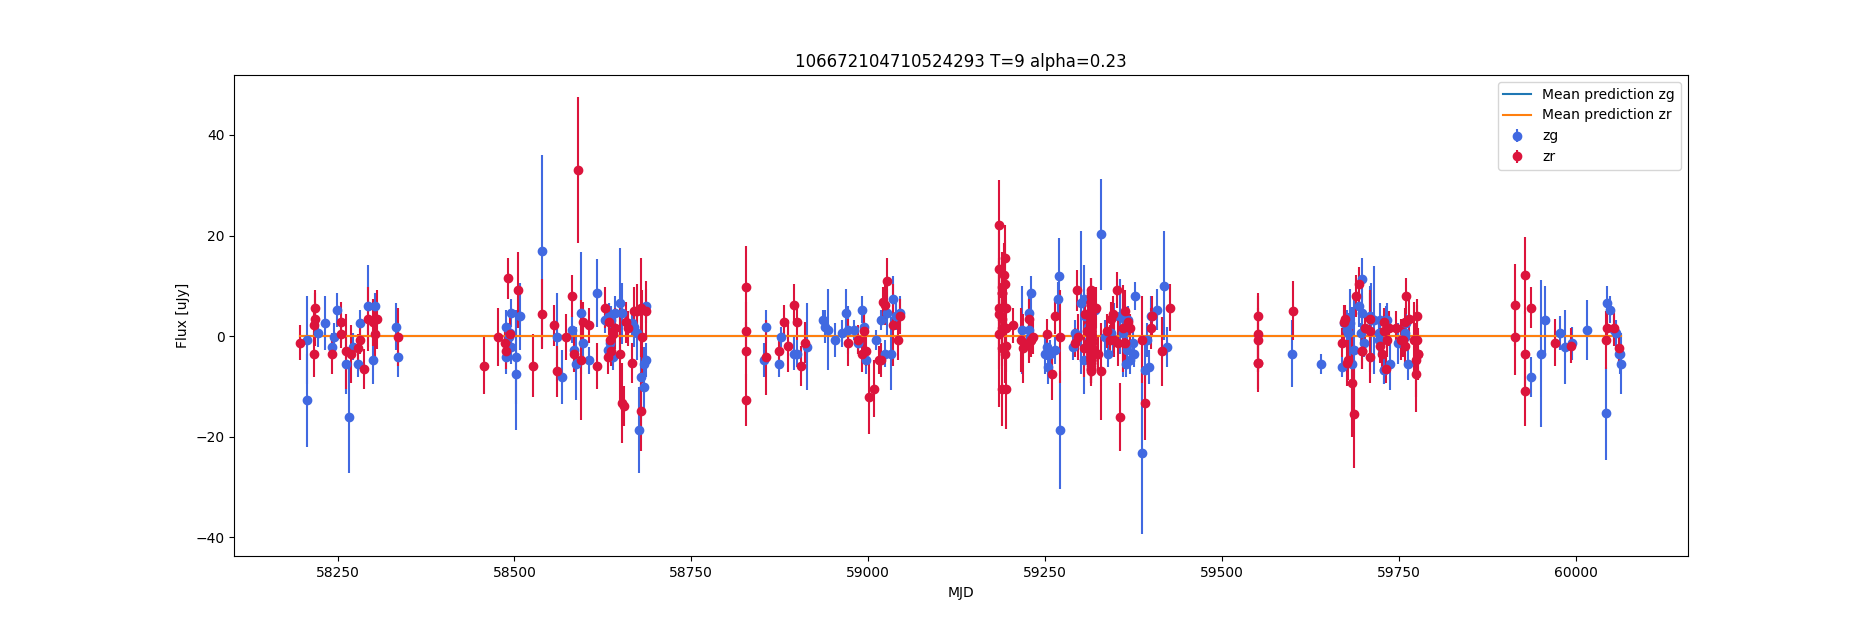 106672104710524293 T=9 alpha=0.23
Mean prediction zg
Mean prediction zr
zg
zr
Flux [uJy]
40
20
0
−20
−40
58250 58500 58750 59000 59250 59500 59750 60000
MJD